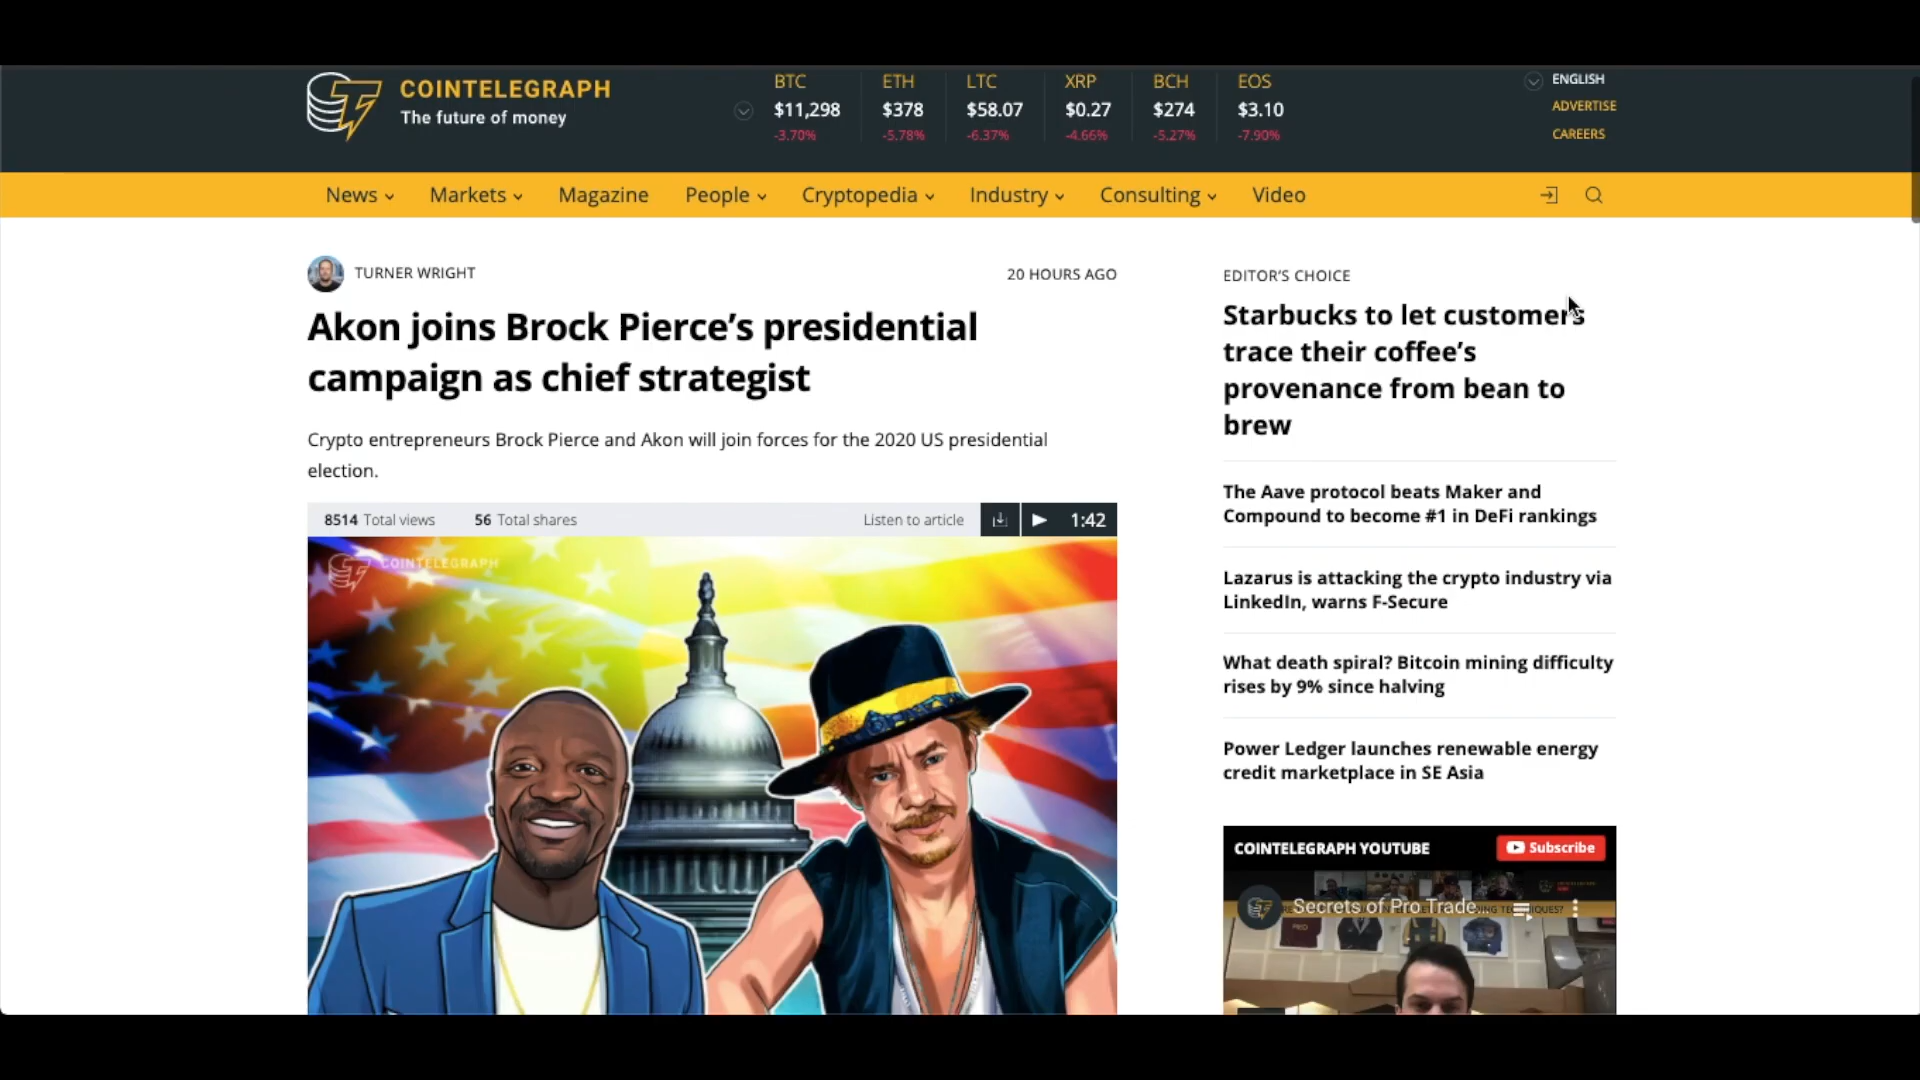 COINTELEGRAPH
The future of money
BTC
$11,298
-3.70%
ETH
$378
-5.78%
LTC
$58.07
-6.37%
XRP
$0.27
-4.66%
BCH
$274
-5.27%
EOS
$3.10
-7.90%
ENGLISH
ADVERTISE
CAREERS
News Markets Magazine People Cryptopedia Industry Consulting Video
TURNER WRIGHT
20 HOURS AGO
Akon joins Brock Pierce’s presidential
campaign as chief strategist
Crypto entrepreneurs Brock Pierce and Akon will join forces for the 2020 US presidential
election.
8514 Total views 56 Total shares Listen to article 1:42
COINTELEGRAPH
EDITOR’S CHOICE
Starbucks to let customers
trace their coffee’s
provenance from bean to
brew
The Aave protocol beats Maker and
Compound to become #1 in DeFi rankings
Lazarus is attacking the crypto industry via
LinkedIn, warns F-Secure
What death spiral? Bitcoin mining difficulty
rises by 9% since halving
Power Ledger launches renewable energy
credit marketplace in SE Asia
COINTELEGRAPH YOUTUBE
Subscribe
Secrets of Pro Trade